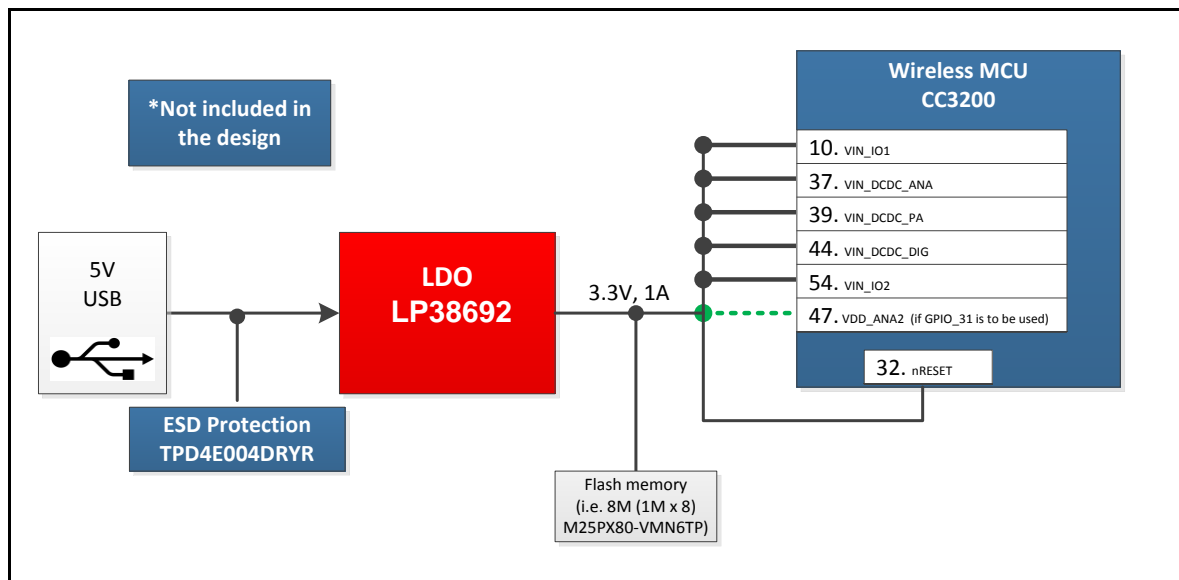 *Not included in
the design
Wireless MCU
CC3200
10. VIN_IO1
37. VIN_DCDC_ANA
39. VIN_DCDC_PA
44. VIN_DCDC_DIG
54. VIN_IO2
47. VDD_ANA2 (if GPIO_31 is to be used)
32. nRESET
5V
USB
LDO
LP38692
3.3V, 1A
ESD Protection
TPD4E004DRYR
Flash memory
(i.e. 8M (1M x 8)
M25PX80-VMN6TP)